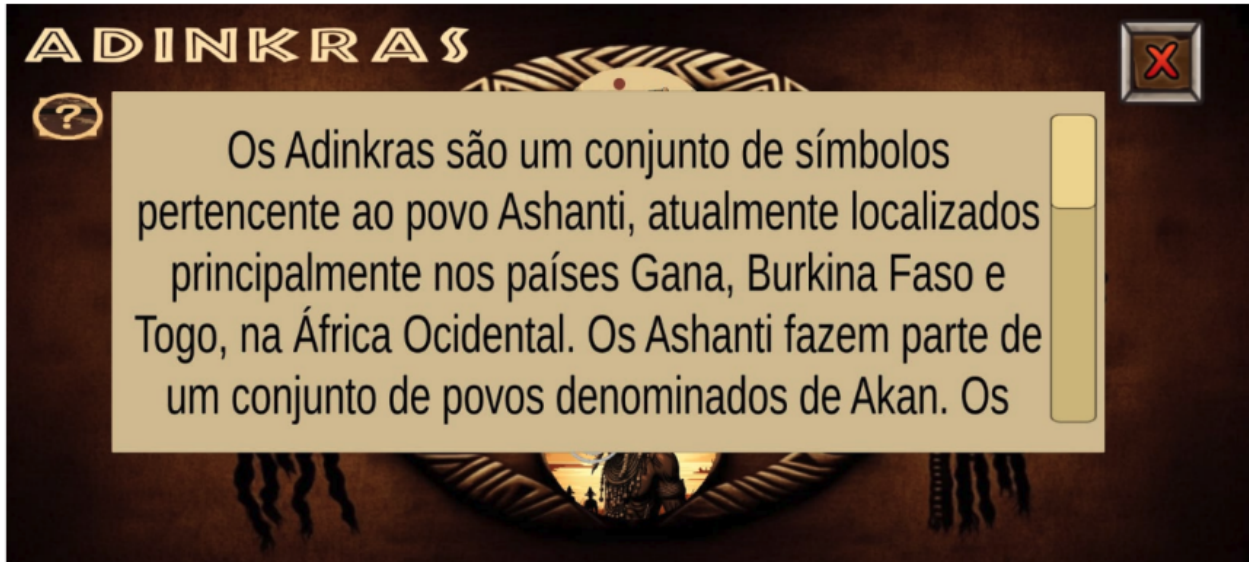 ADINKRAS
?
Os Adinkras são um conjunto de símbolos
pertencente ao povo Ashanti, atualmente localizados
principalmente nos países Gana, Burkina Faso e
Togo, na África Ocidental. Os Ashanti fazem parte de
um conjunto de povos denominados de Akan. Os